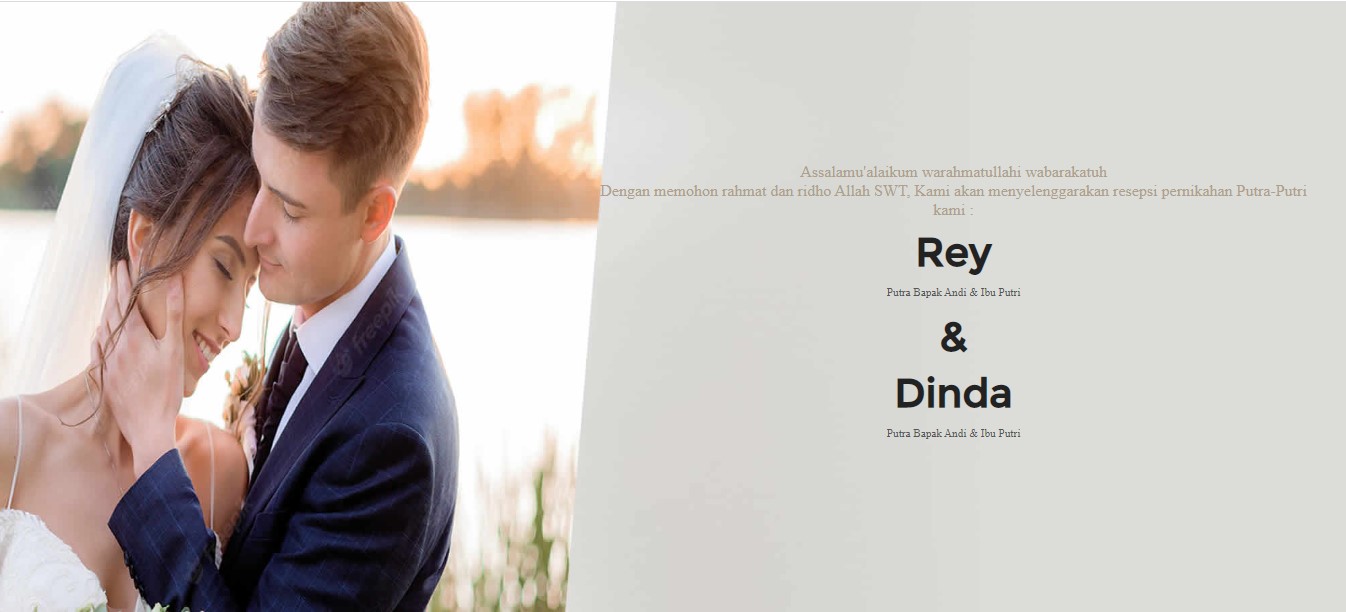 Assalamu'alaikum warahmatullahi wabarakatuh
Dengan memohon rahmat dan ridho Allah SWT, Kami akan menyelenggarakan resepsi pernikahan Putra-Putri
kami :
Rey
Putra Bapak Andi & Ibu Putri
&
Dinda
Putra Bapak Andi & Ibu Putri
freepik